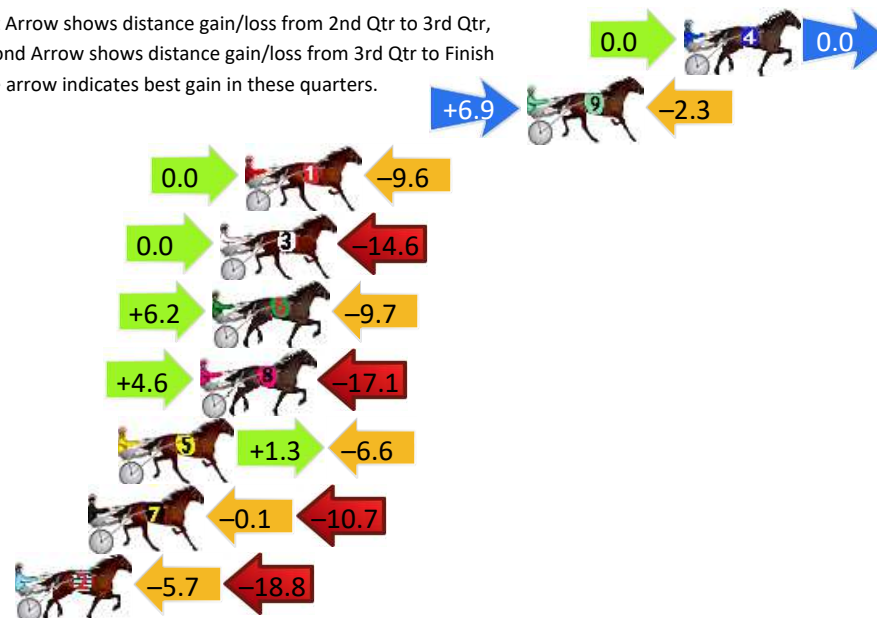 Arrow shows distance gain/loss from 2nd Qtr to 3rd Qtr,
ond Arrow shows distance gain/loss from 3rd Qtr to Finish
arrow indicates best gain in these quarters.
0.0 4 0.0
+6.9 9 –2.3
0.0 1 –9.6
0.0 3 –14.6
+6.2 6 –9.7
+4.6 8 –17.1
5 +1.3 –6.6
7 –0.1 –10.7
2 –5.7 –18.8